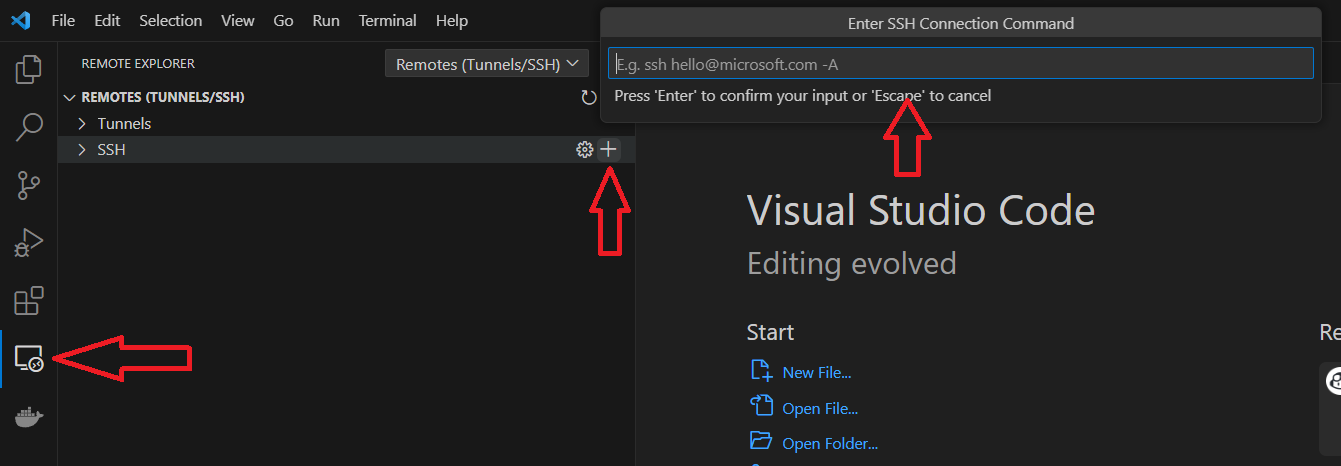 File Edit Selection View Go Run Terminal Help
Enter SSH Connection Command
E.g. ssh hello@microsoft.com -A
Press 'Enter' to confirm your input or 'Escape' to cancel
REMOTE EXPLORER
Remotes (Tunnels/SSH)
REMOTES (TUNNELS/SSH)
Tunnels
SSH
Visual Studio Code
Editing evolved
Start
Re
New File...
Open File...
Open Folder...